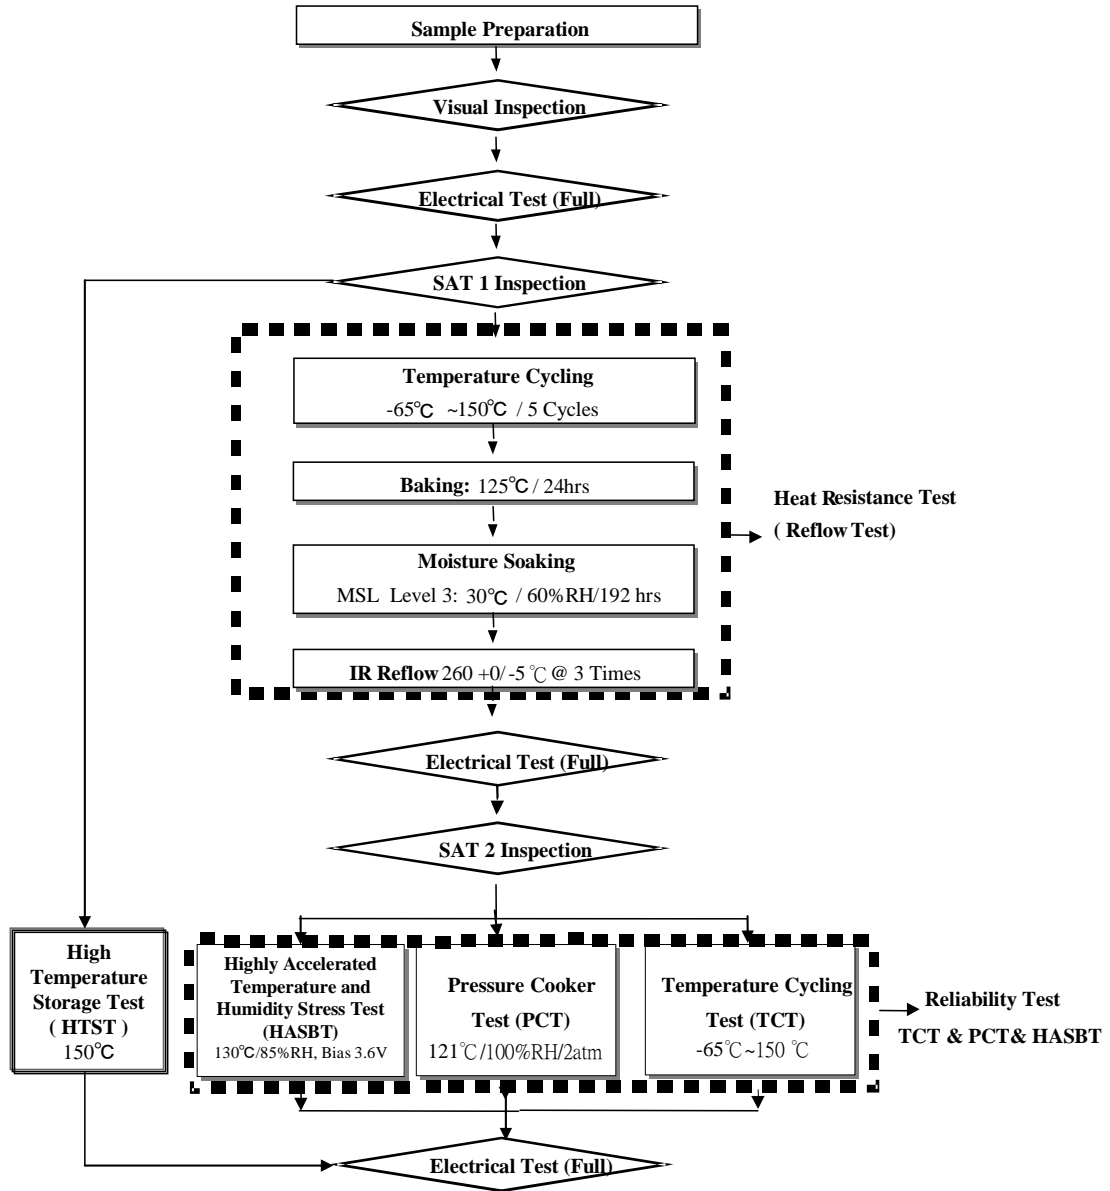 Sample Preparation
Visual Inspection
Electrical Test (Full)
SAT 1 Inspection
Temperature Cycling
-65℃ ~150℃ / 5 Cycles
Baking: 125℃ / 24hrs
Moisture Soaking
MSL Level 3: 30℃ / 60%RH/192 hrs
IR Reflow 260 +0/-5 ℃ @ 3 Times
Heat Resistance Test
( Reflow Test)
Electrical Test (Full)
SAT 2 Inspection
High
Temperature
Storage Test
( HTST )
150℃
Highly Accelerated
Temperature and
Humidity Stress Test
(HASBT)
130℃/85%RH, Bias 3.6V
Pressure Cooker
Test (PCT)
121℃/100%RH/2atm
Temperature Cycling
Test (TCT)
-65℃~150 ℃
Reliability Test
TCT & PCT& HASBT
Electrical Test (Full)